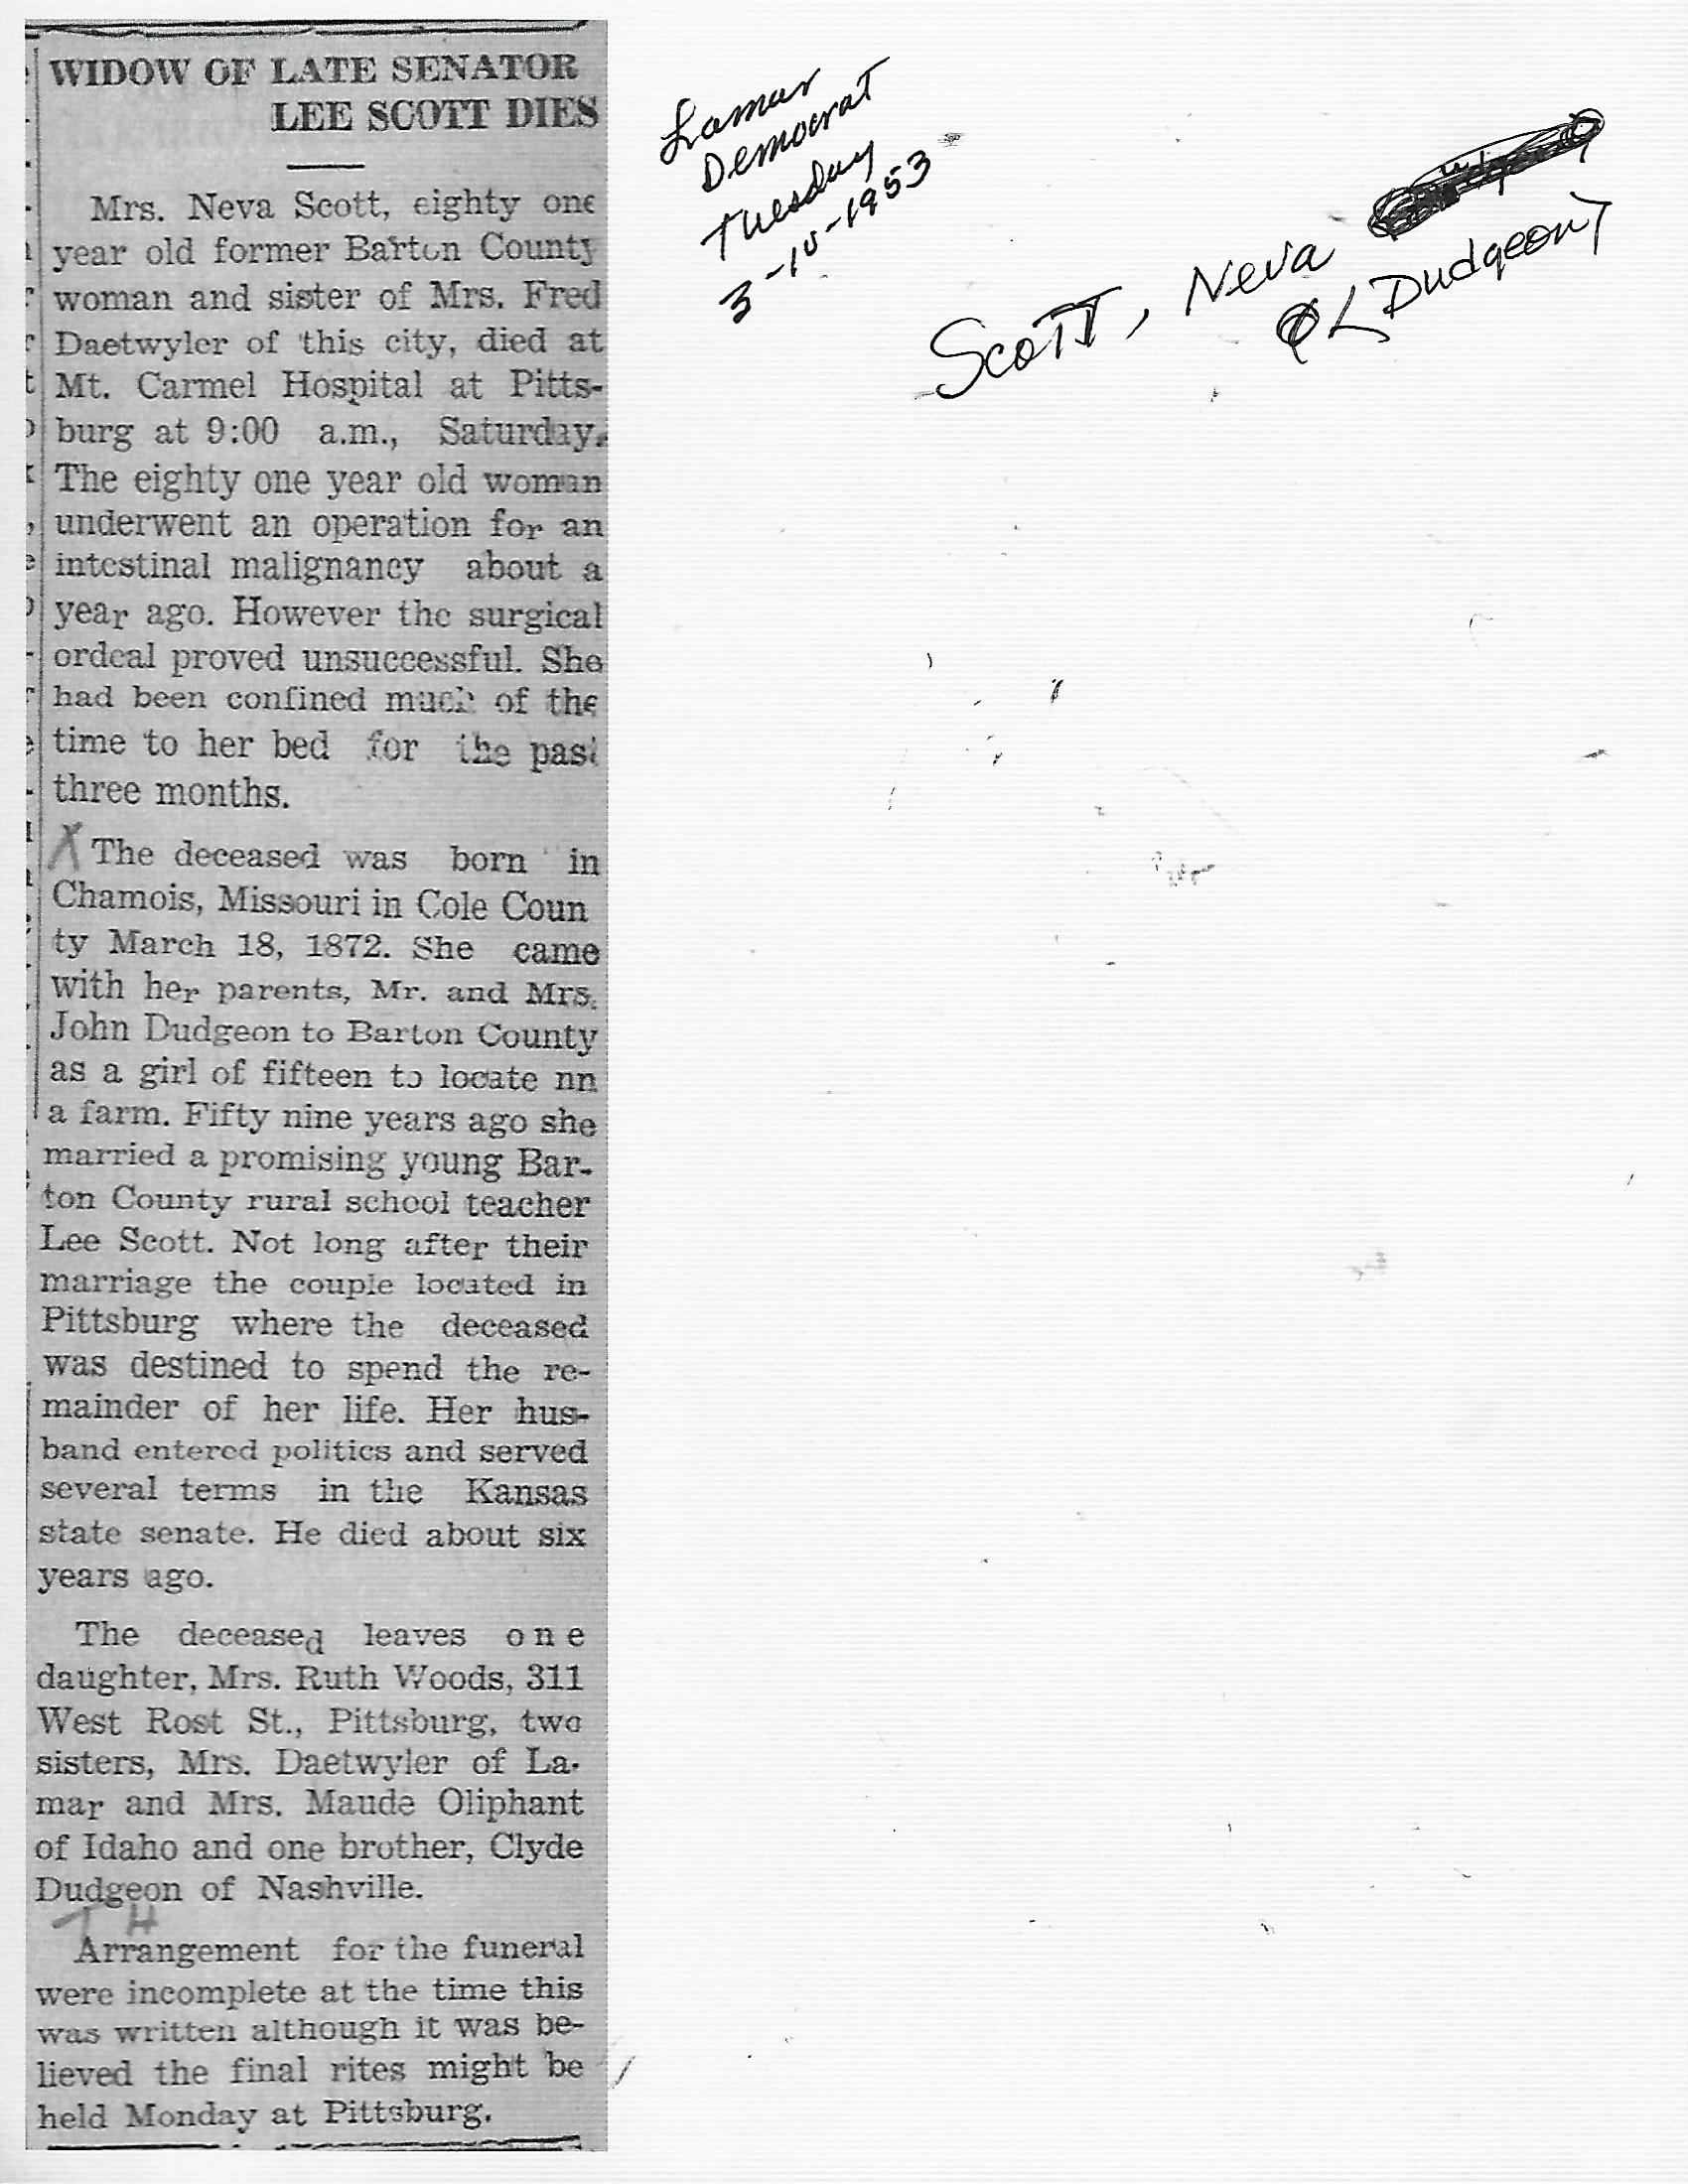 WIDOW OF LATE SENATOR
LEE SCOTT DIES
Mrs. Neva Scott, eighty one
year old former Barton County
woman and sister of Mrs. Fred
Daetwyler of this city, died at
Mt. Carmel Hospital at Pitts-
burg at 9:00 a.m., Saturday.
The eighty one year old woman
underwent an operation for an
intestinal malignancy about a
year ago. However the surgical
ordeal proved unsuccessful. She
had been confined much of the
time to her bed for the past
three months.
X The deceased was born in
Chamois, Missouri in Cole Coun
ty March 18, 1872. She came
with her parents, Mr. and Mrs.
John Dudgeon to Barton County
as a girl of fifteen to locate nn
a farm. Fifty nine years ago she
married a promising young Bar-
ton County rural school teacher
Lee Scott. Not long after their
marriage the couple located in
Pittsburg where the deceased
was destined to spend the re-
mainder of her life. Her hus-
band entered politics and served
several terms in the Kansas
state senate. He died about six
years ago.
The deceased leaves one
daughter, Mrs. Ruth Woods, 311
West Rost St., Pittsburg, two
sisters, Mrs. Daetwyler of La-
mar and Mrs. Maude Oliphant
of Idaho and one brother, Clyde
Dudgeon of Nashville.
T H
Arrangement for the funeral
were incomplete at the time this
was written although it was be-
lieved the final rites might be
held Monday at Pittsburg.
Lamar
Democrat
Tuesday
3-10-1953
Scott, Neva
(Dudgeon)